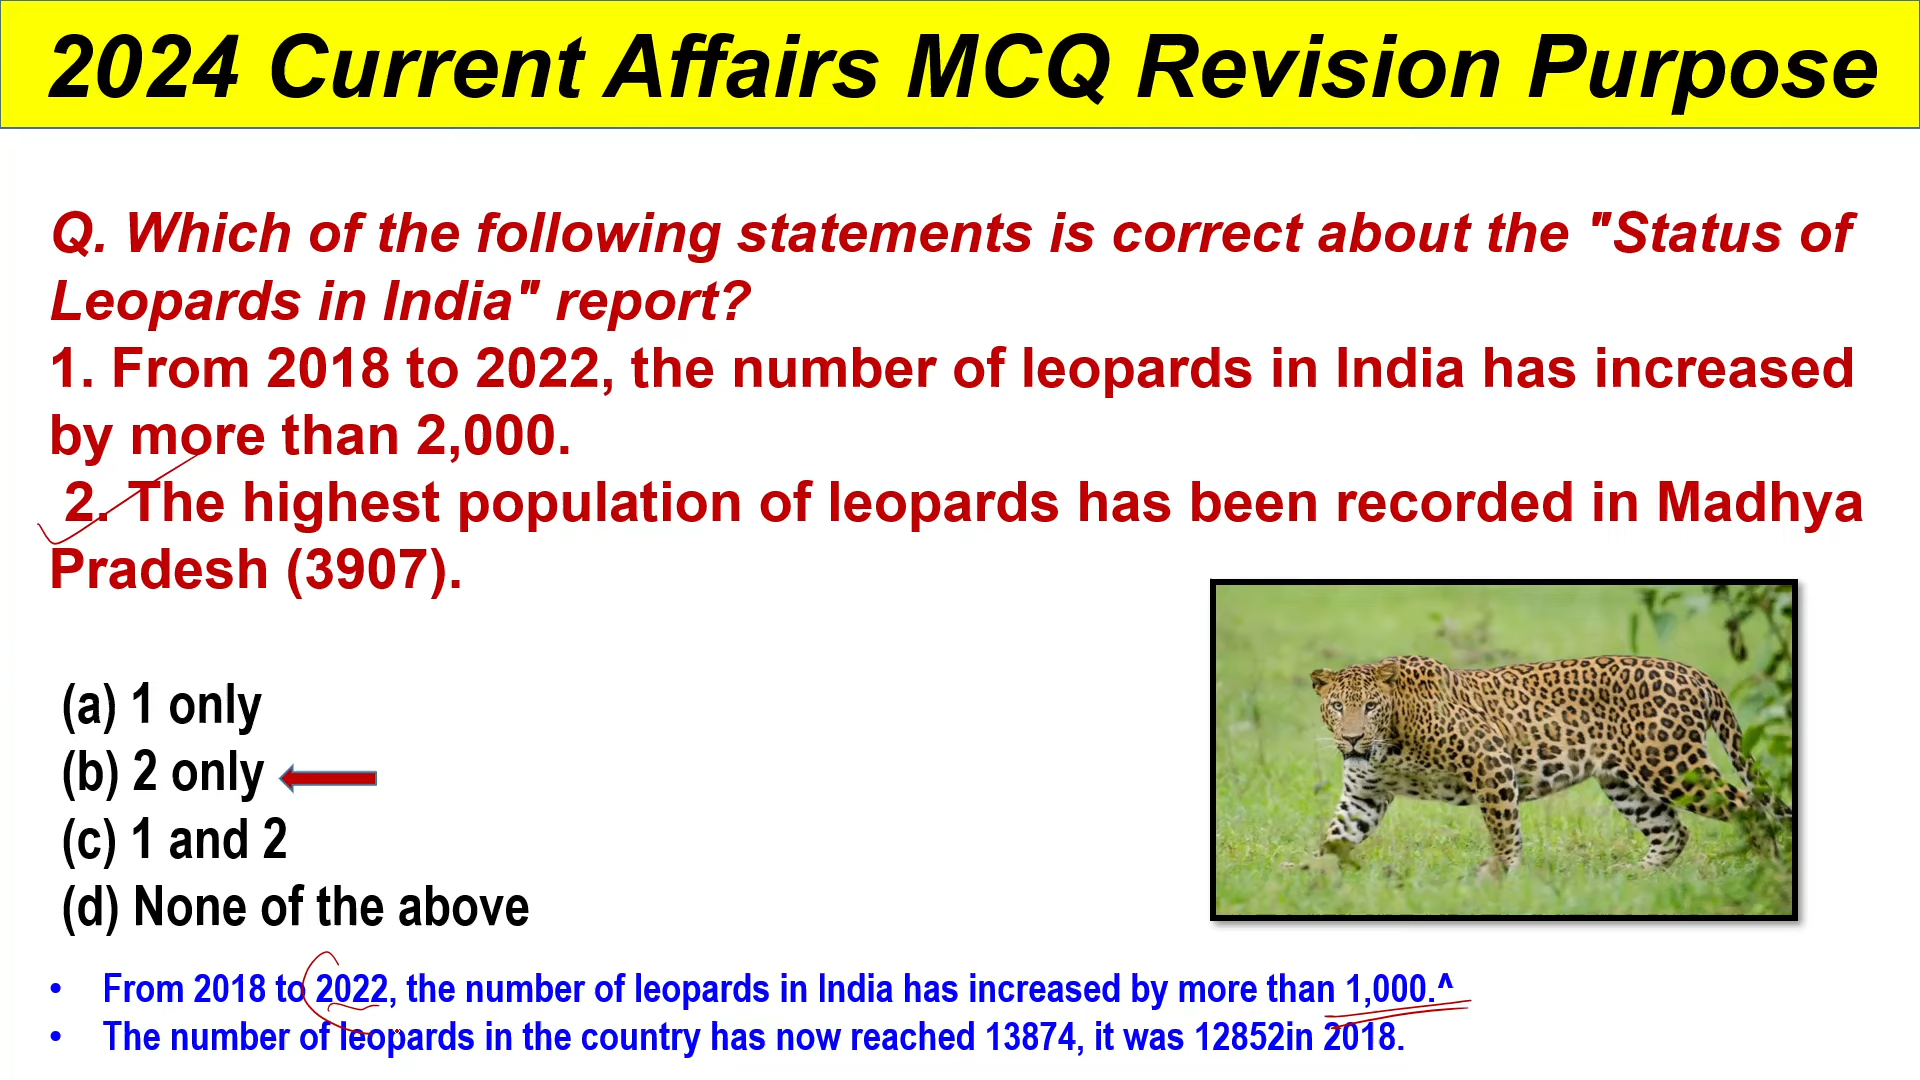 2024 Current Affairs MCQ Revision Purpose
Q. Which of the following statements is correct about the "Status of
Leopards in India" report?
1. From 2018 to 2022, the number of leopards in India has increased
by more than 2,000.
2. The highest population of leopards has been recorded in Madhya
Pradesh (3907).
(a) 1 only
(b) 2 only
(c) 1 and 2
(d) None of the above
• From 2018 to 2022, the number of leopards in India has increased by more than 1,000.^
• The number of leopards in the country has now reached 13874, it was 12852in 2018.